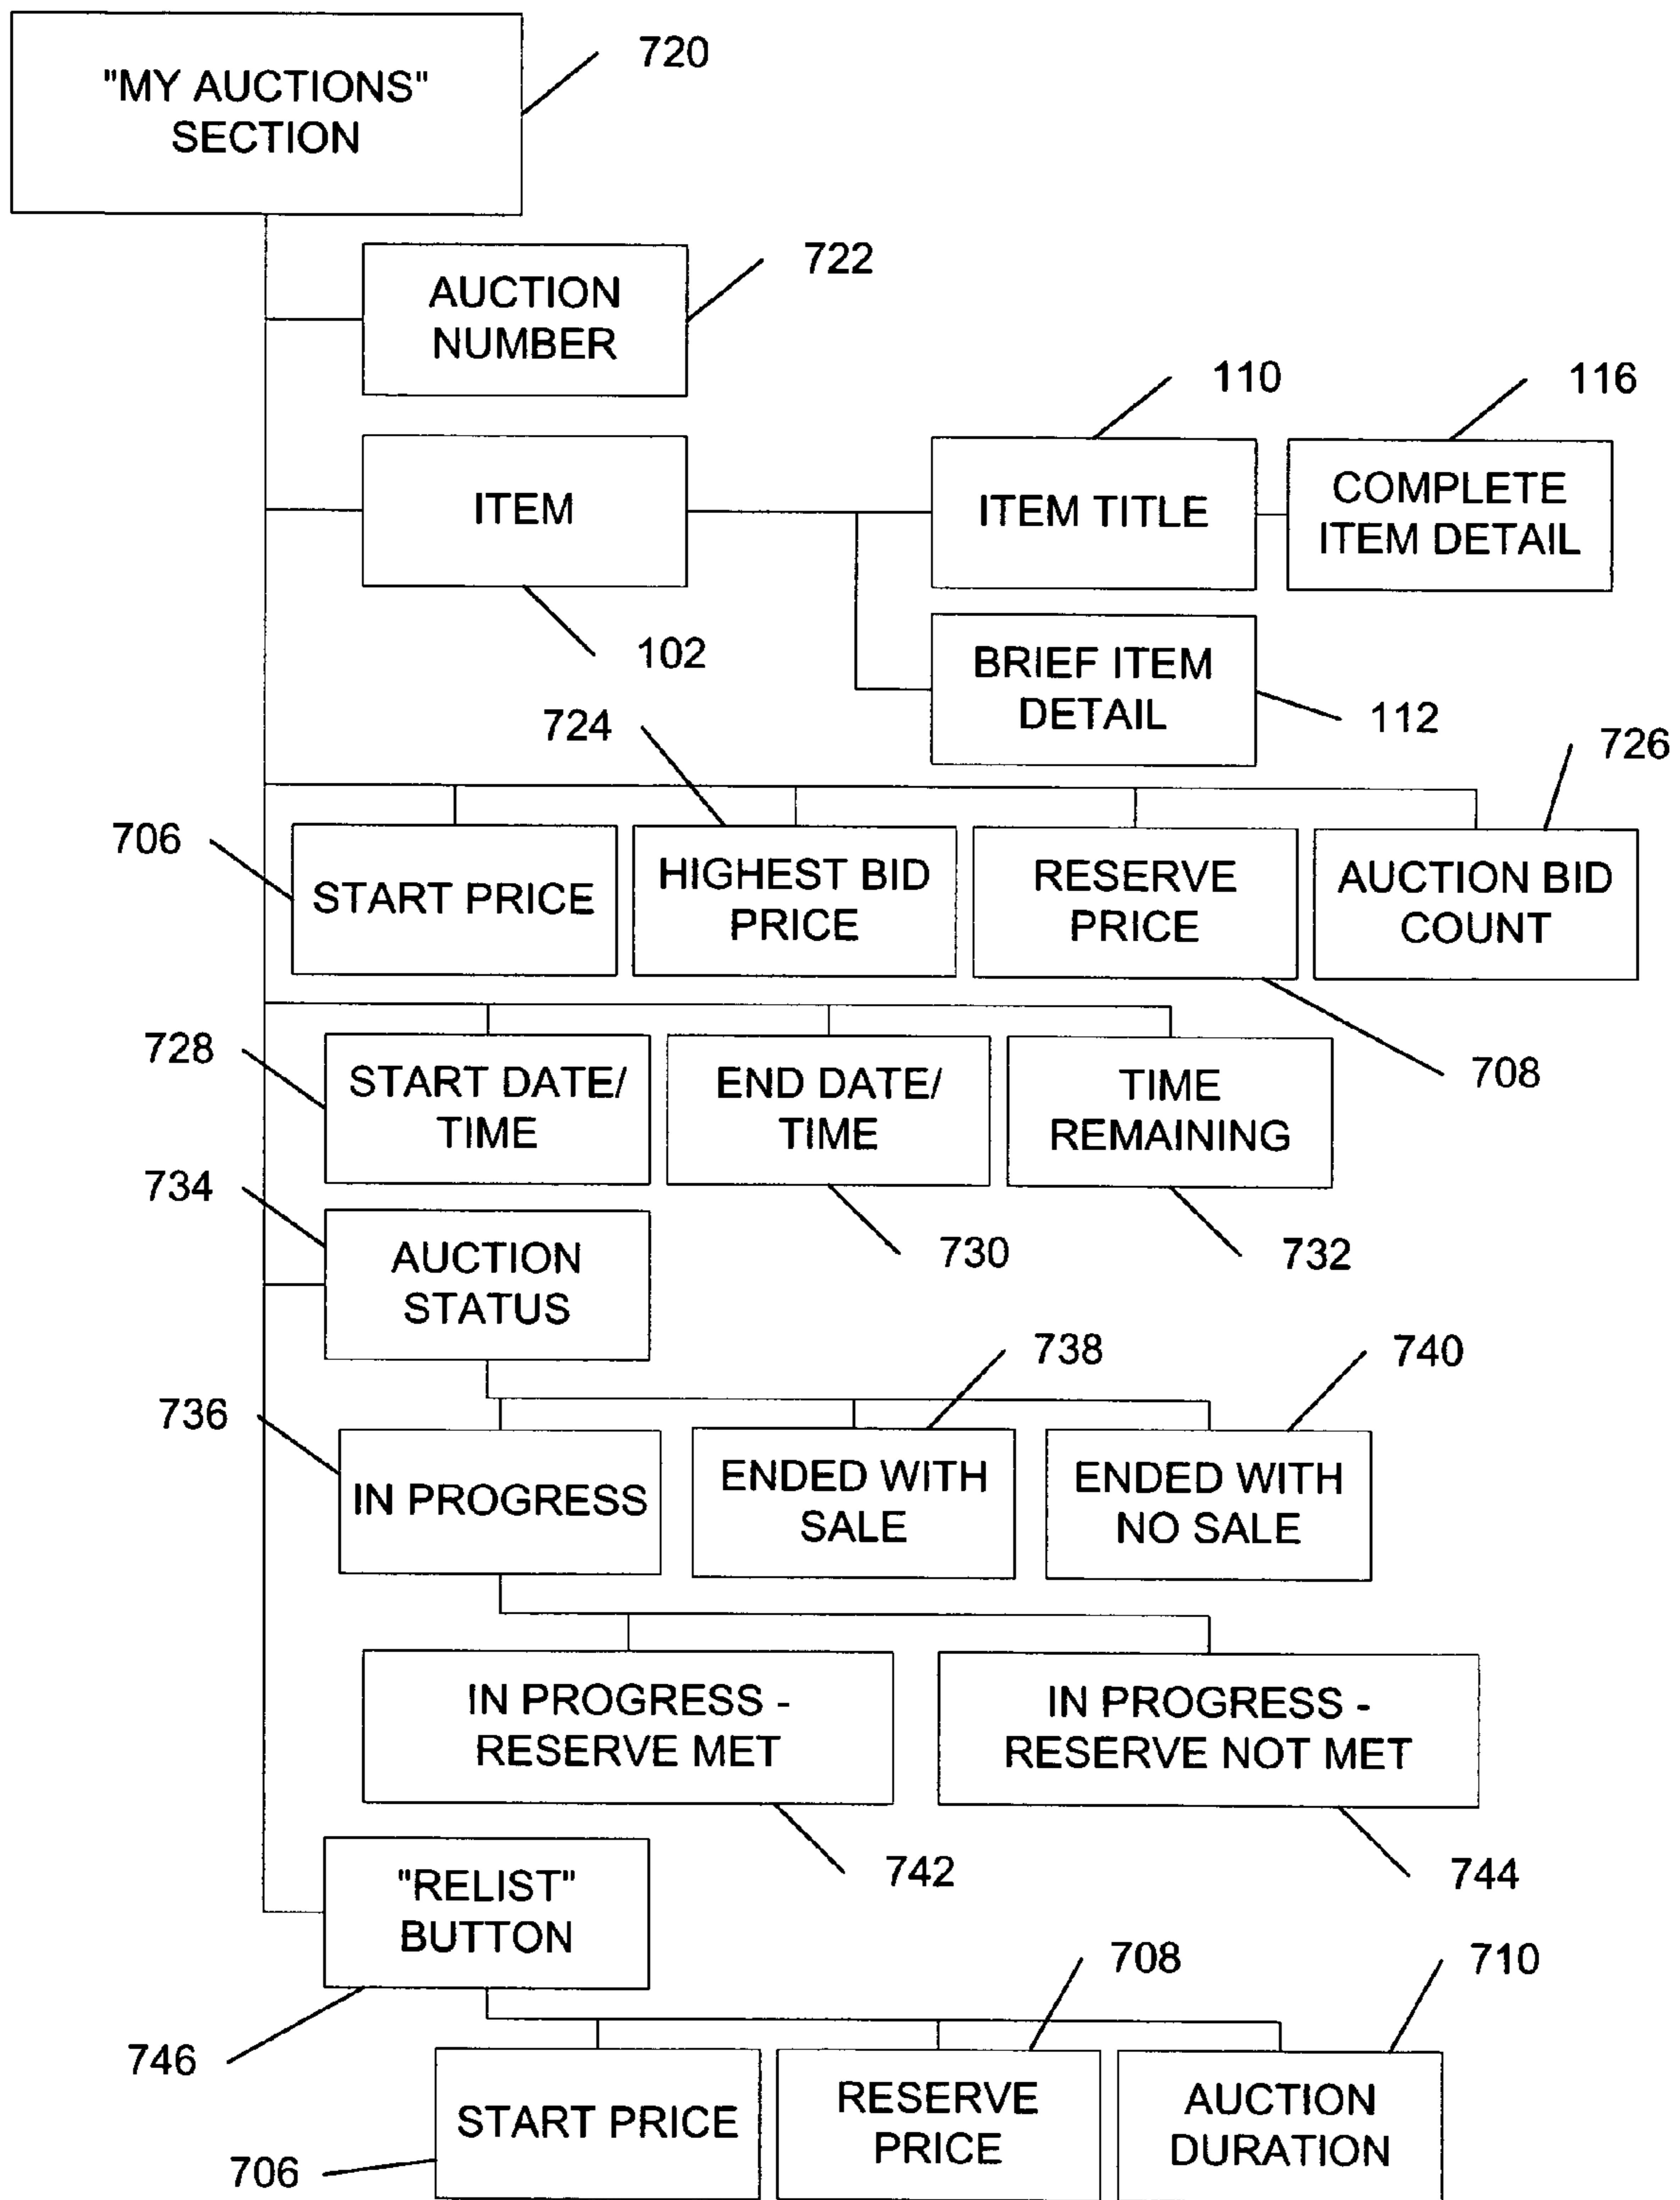 "MY AUCTIONS"
SECTION
720
AUCTION
NUMBER
722
110
116
ITEM
ITEM TITLE
COMPLETE
ITEM DETAIL
102
BRIEF ITEM
DETAIL
112
724
726
706
START PRICE
HIGHEST BID
PRICE
RESERVE
PRICE
AUCTION BID
COUNT
708
728
START DATE/
TIME
END DATE/
TIME
TIME
REMAINING
730
732
734
AUCTION
STATUS
738
740
736
IN PROGRESS
ENDED WITH
SALE
ENDED WITH
NO SALE
IN PROGRESS -
RESERVE MET
IN PROGRESS -
RESERVE NOT MET
742
744
"RELIST"
BUTTON
708
710
746
START PRICE
RESERVE
PRICE
AUCTION
DURATION
706